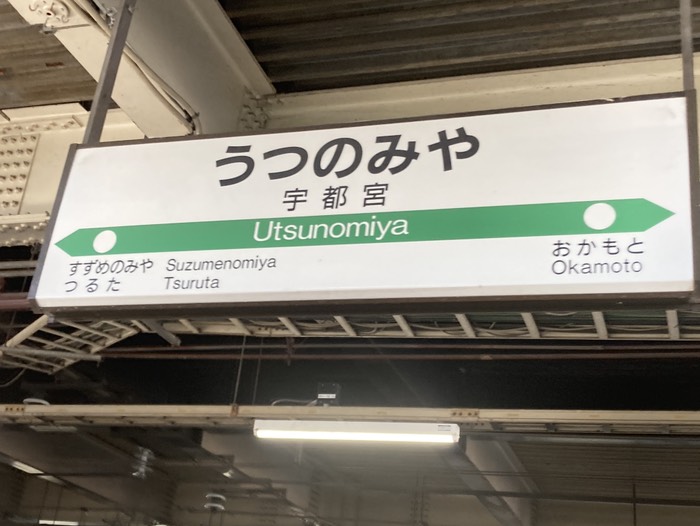 うつのみや
宇都宮
Utsunomiya
すずめのみや Suzumenomiya
つるた Tsuruta
おかもと
Okamoto